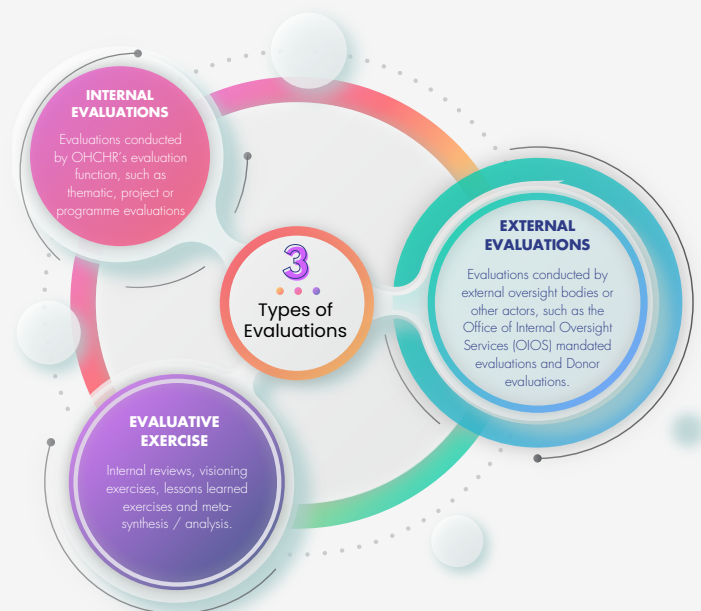 INTERNAL
EVALUATIONS
Evaluations conducted
by OHCHR's evaluation
function, such as
thematic, project or
programme evaluations
3
Types of
Evaluations
EXTERNAL
EVALUATIONS
Evaluations conducted by
external oversight bodies or
other actors, such as the
Office of Internal Oversight
Services (OIOS) mandated
evaluations and Donor
evaluations.
EVALUATIVE
EXERCISE
Internal reviews, visioning
exercises, lessons learned
exercises and meta-
synthesis / analysis.